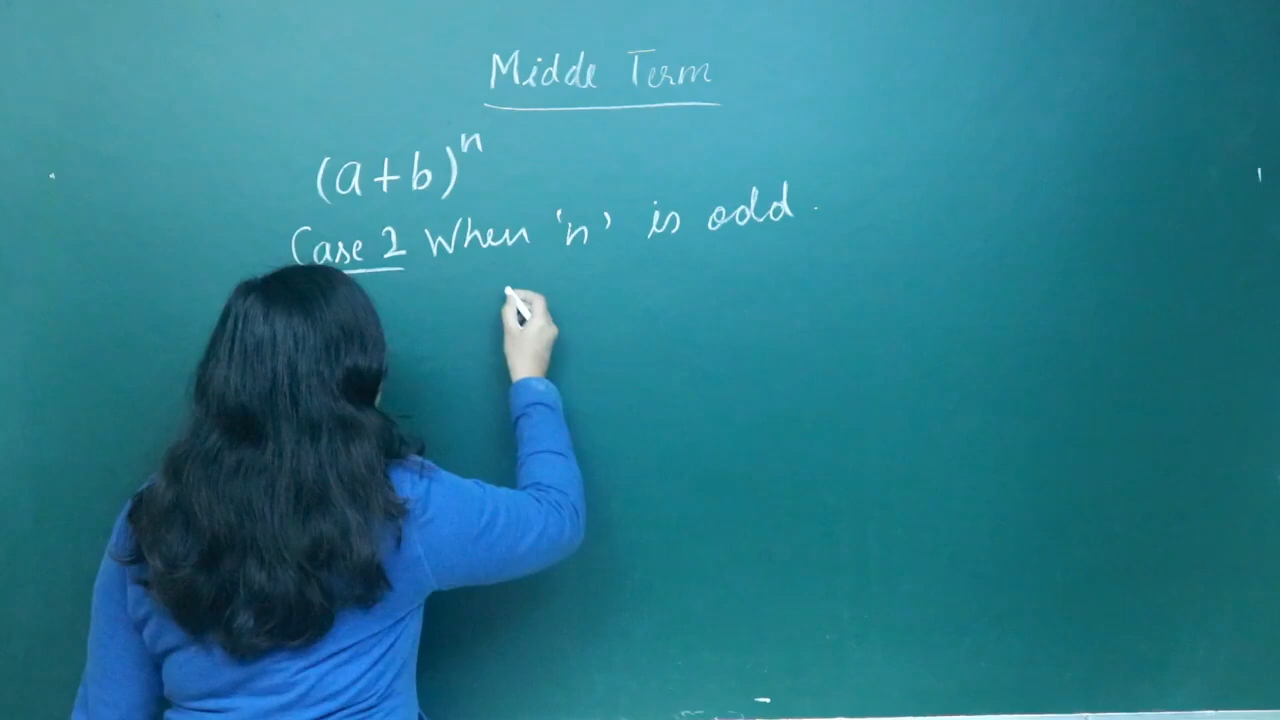 Midde Term
(a+b)^n
Case 2 When 'n' is odd.